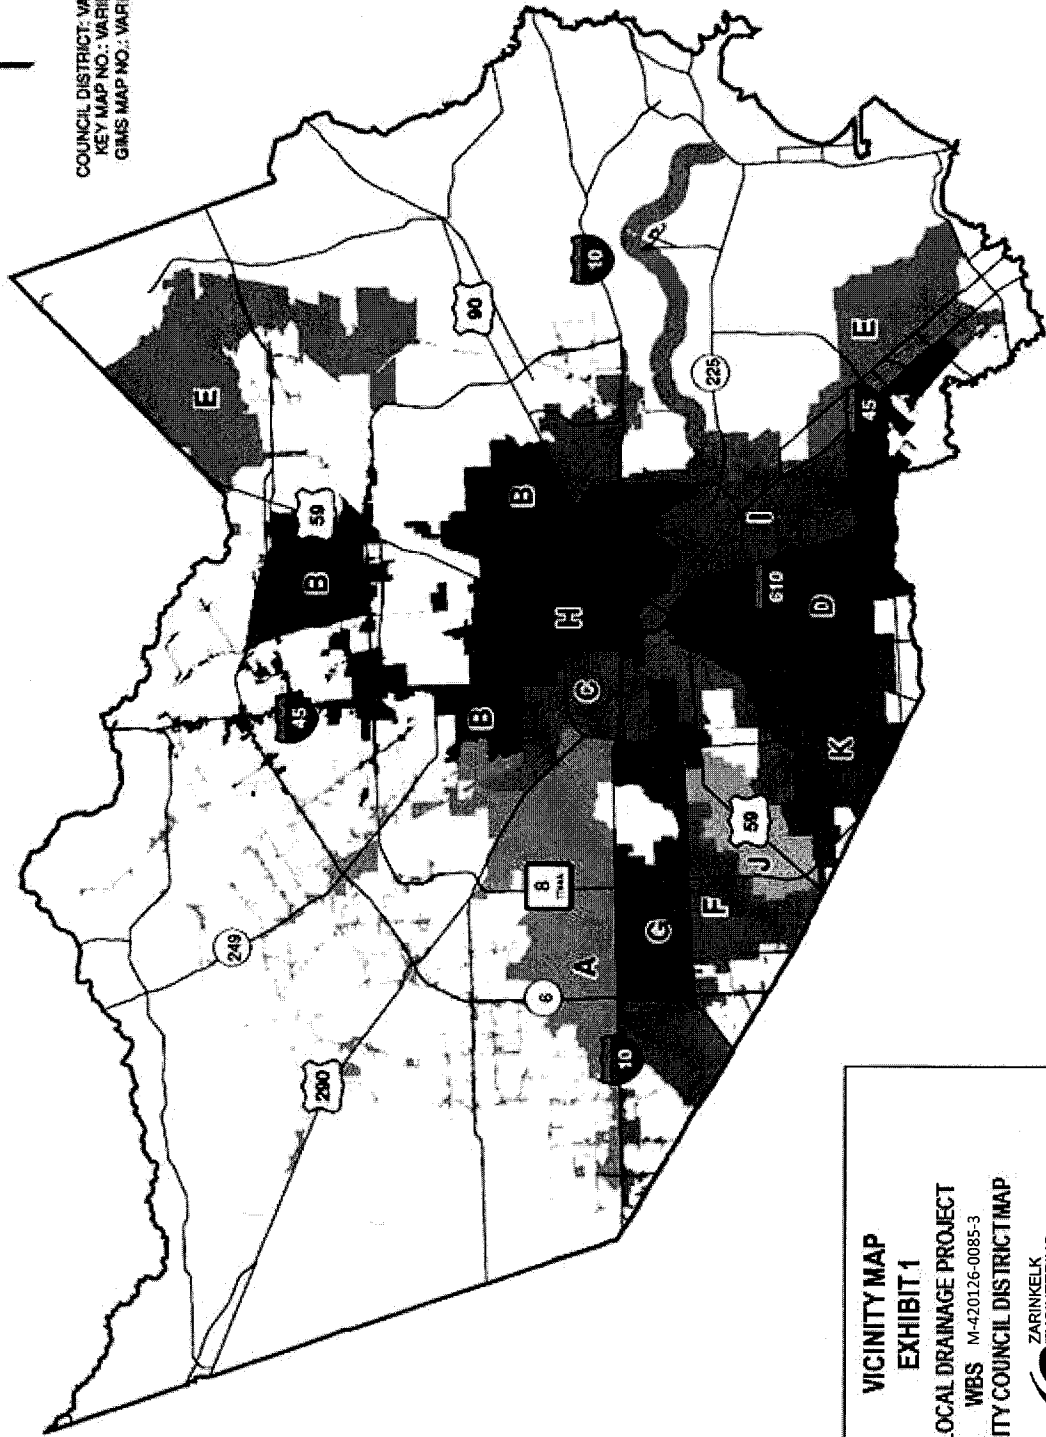 COUNCIL DISTRICT: VA
KEY MAP NO.: VARI
GIMS MAP NO.: VARI
E
59
B
45
249
290
90
B
H
C
B
8
A
6
10
10
225
E
45
I
610
D
K
59
J
F
G
VICINITY MAP
EXHIBIT 1
OCAL DRAINAGE PROJECT
WBS M-420126-0085-3
ITY COUNCIL DISTRICT MAP
ZARINKELK